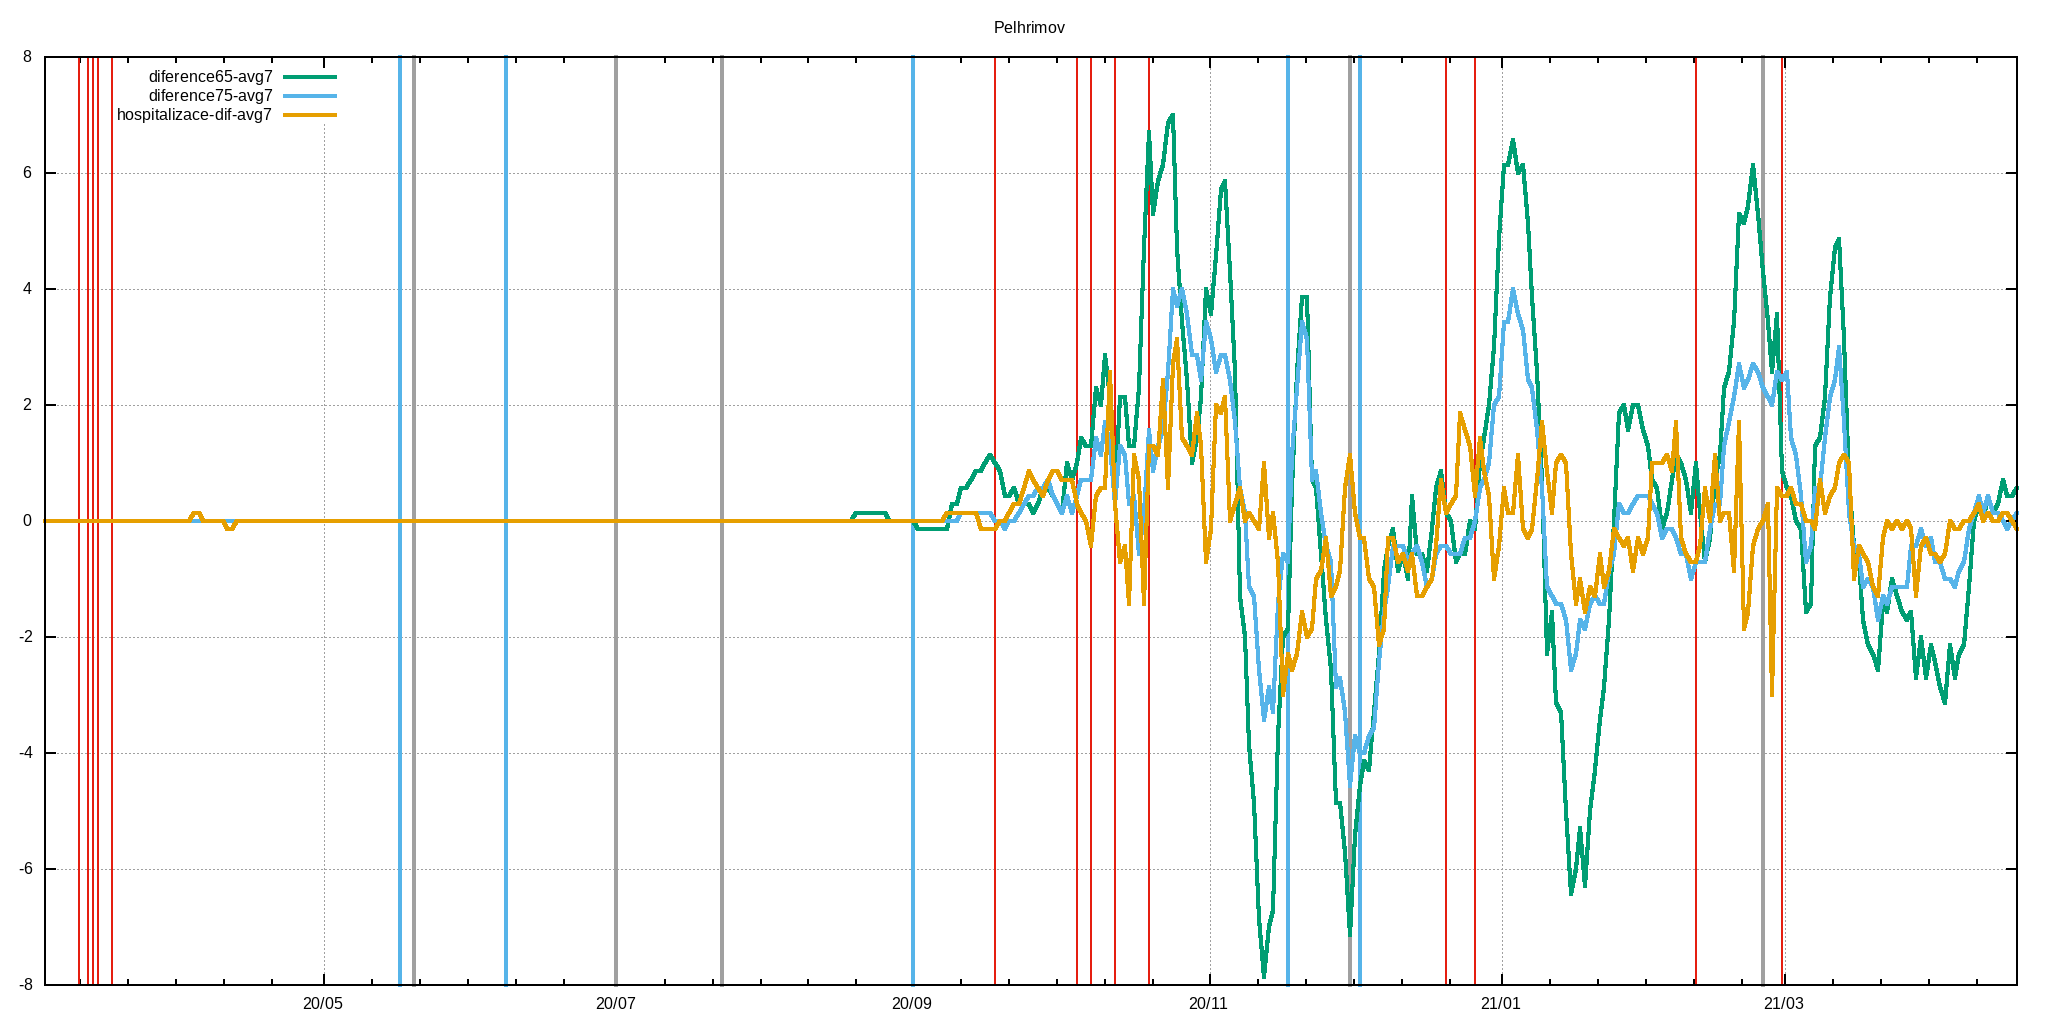 Pelhrimov
diference65-avg7
diference75-avg7
hospitalizace-dif-avg7
8
6
4
2
0
-2
-4
-6
-8
20/05 20/07 20/09 20/11 21/01 21/03